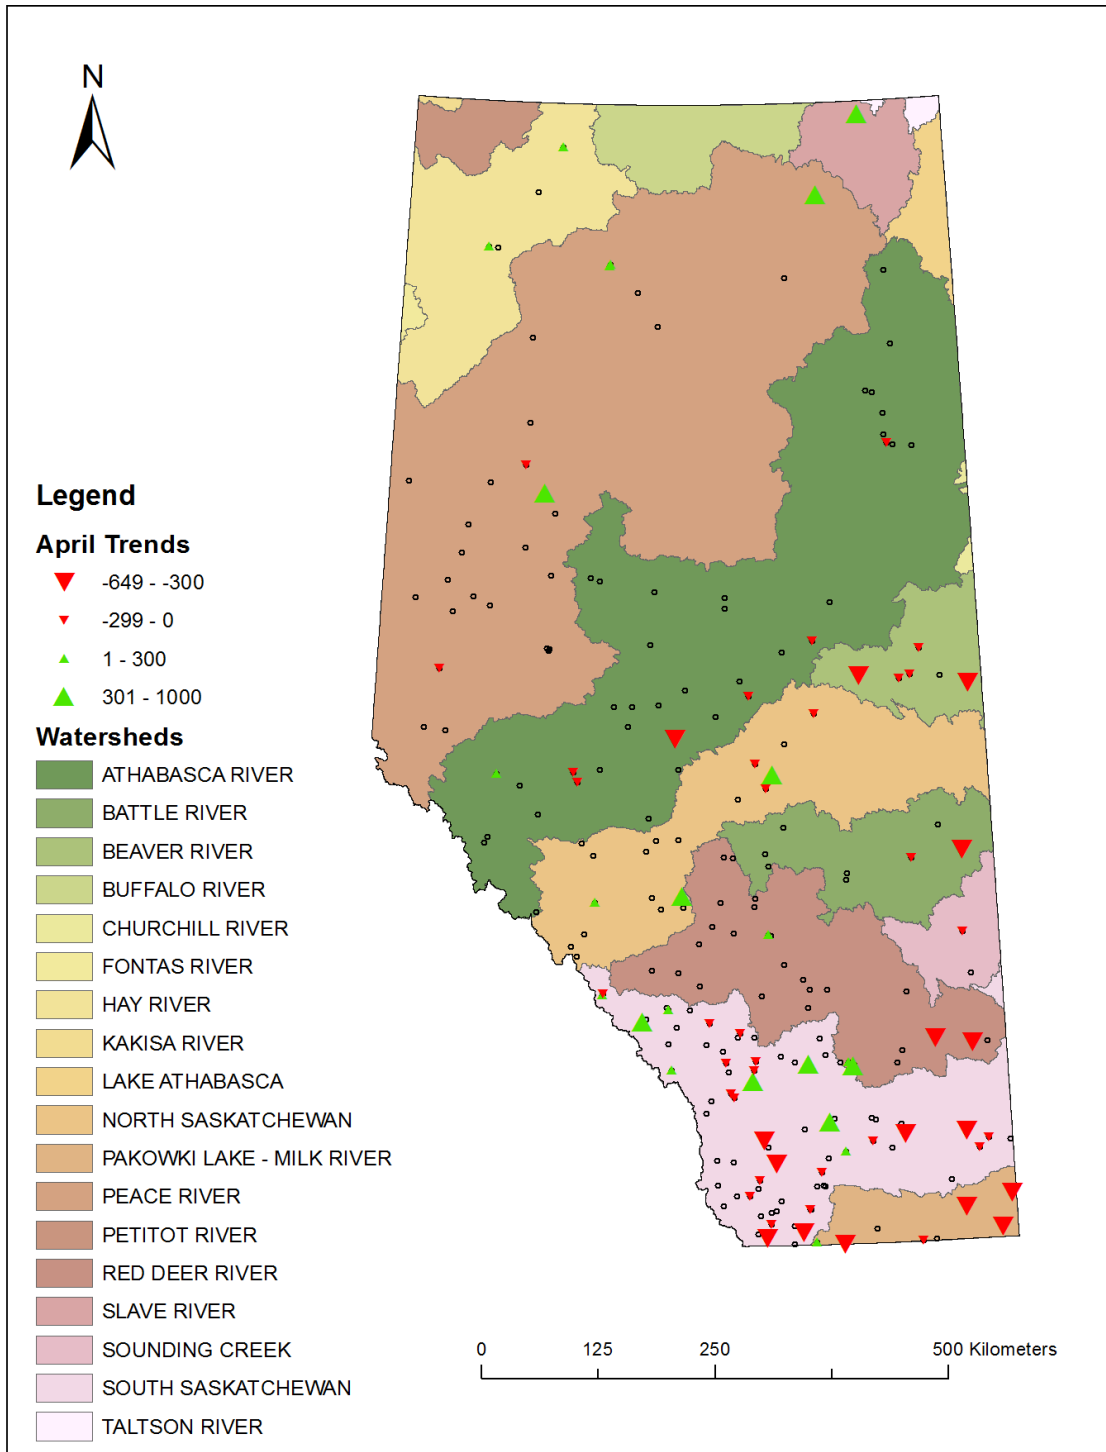 N
Legend
April Trends
-649 - -300
-299 - 0
1 - 300
301 - 1000
Watersheds
ATHABASCA RIVER
BATTLE RIVER
BEAVER RIVER
BUFFALO RIVER
CHURCHILL RIVER
FONTAS RIVER
HAY RIVER
KAKISA RIVER
LAKE ATHABASCA
NORTH SASKATCHEWAN
PAKOWKI LAKE - MILK RIVER
PEACE RIVER
PETITOT RIVER
RED DEER RIVER
SLAVE RIVER
SOUNDING CREEK
SOUTH SASKATCHEWAN
TALTSON RIVER
0 125 250 500 Kilometers